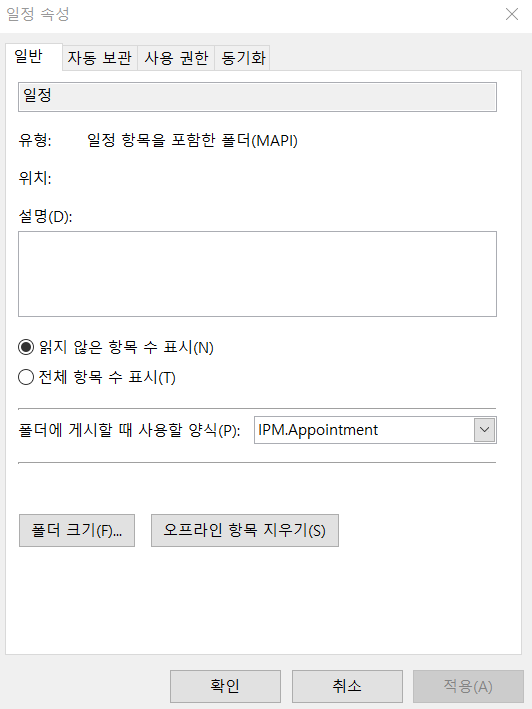 일정 속성
일반 자동 보관 사용 권한 동기화
일정
유형: 일정 항목을 포함한 폴더(MAPI)
위치:
설명(D):
읽지 않은 항목 수 표시(N)
전체 항목 수 표시(T)
폴더에 게시할 때 사용할 양식(P): IPM.Appointment
폴더 크기(F)... 오프라인 항목 지우기(S)
확인 취소 적용(A)